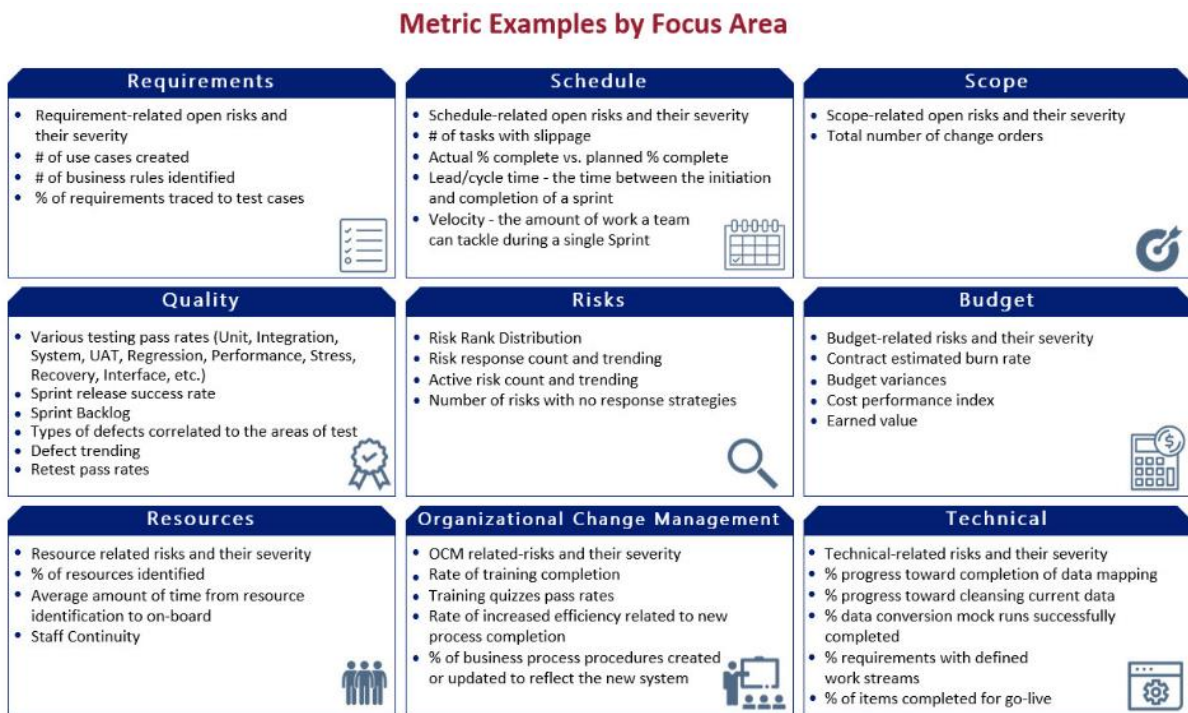 Metric Examples by Focus Area
Requirements
• Requirement-related open risks and
their severity
• # of use cases created
• # of business rules identified
• % of requirements traced to test cases
Schedule
• Schedule-related open risks and their severity
• # of tasks with slippage
• Actual % complete vs. planned % complete
• Lead/cycle time - the time between the initiation
and completion of a sprint
• Velocity - the amount of work a team
can tackle during a single Sprint
Scope
• Scope-related open risks and their severity
• Total number of change orders
Quality
• Various testing pass rates (Unit, Integration,
System, UAT, Regression, Performance, Stress,
Recovery, Interface, etc.)
• Sprint release success rate
• Sprint Backlog
• Types of defects correlated to the areas of test
• Defect trending
• Retest pass rates
Risks
• Risk Rank Distribution
• Risk response count and trending
• Active risk count and trending
• Number of risks with no response strategies
Budget
• Budget-related risks and their severity
• Contract estimated burn rate
• Budget variances
• Cost performance index
• Earned value
$
Resources
• Resource related risks and their severity
• % of resources identified
• Average amount of time from resource
identification to on-board
• Staff Continuity
Organizational Change Management
• OCM related-risks and their severity
• Rate of training completion
• Training quizzes pass rates
• Rate of increased efficiency related to new
process completion
• % of business process procedures created
or updated to reflect the new system
Technical
• Technical-related risks and their severity
• % progress toward completion of data mapping
• % progress toward cleansing current data
• % data conversion mock runs successfully
completed
• % requirements with defined
work streams
• % of items completed for go-live